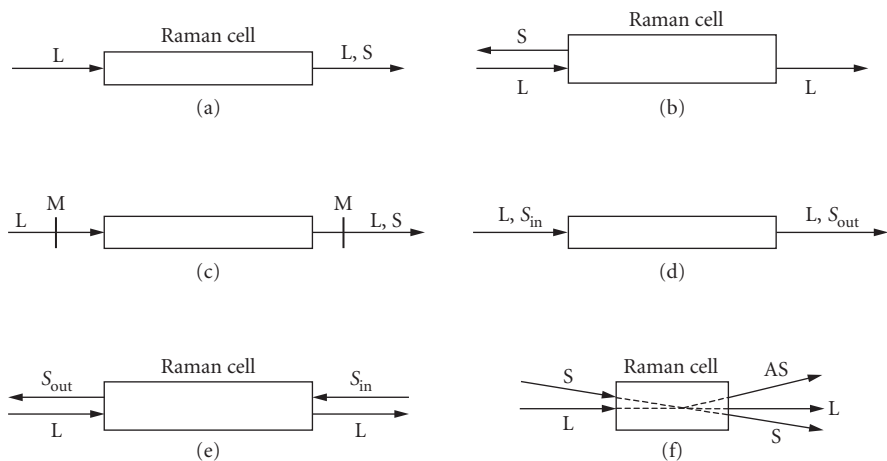 Raman cell
L
L, S
(a)
Raman cell
S
L
L
(b)
L
M
M
L, S
(c)
L, S_in
L, S_out
(d)
Raman cell
S_out
S_in
L
L
(e)
Raman cell
S
AS
L
L
S
(f)